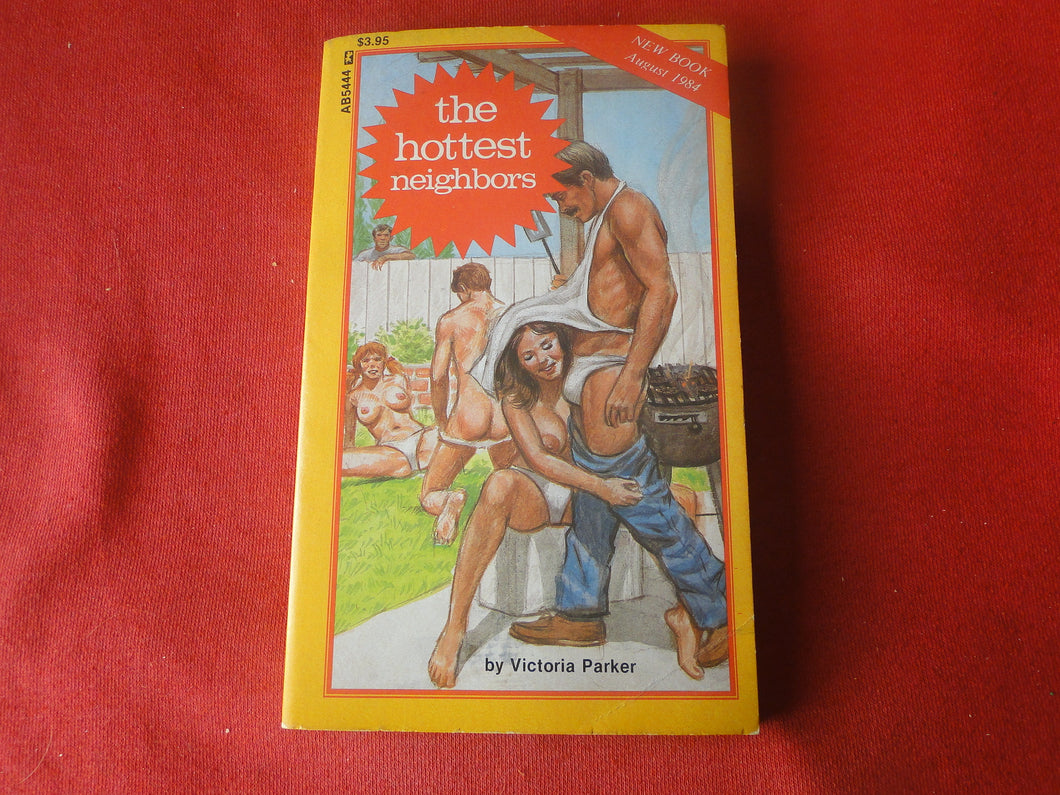 $3.95
AB5444
NEW BOOK
August 1984
the
hottest
neighbors
by Victoria Parker